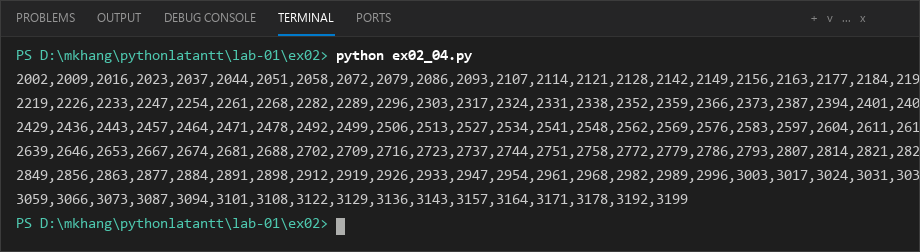 PROBLEMS OUTPUT DEBUG CONSOLE TERMINAL PORTS + v ... x
PS D:\mkhang\pythonlatantt\lab-01\ex02> python ex02_04.py
2002,2009,2016,2023,2037,2044,2051,2058,2072,2079,2086,2093,2107,2114,2121,2128,2142,2149,2156,2163,2177,2184,219
2219,2226,2233,2247,2254,2261,2268,2282,2289,2296,2303,2317,2324,2331,2338,2352,2359,2366,2373,2387,2394,2401,240
2429,2436,2443,2457,2464,2471,2478,2492,2499,2506,2513,2527,2534,2541,2548,2562,2569,2576,2583,2597,2604,2611,261
2639,2646,2653,2667,2674,2681,2688,2702,2709,2716,2723,2737,2744,2751,2758,2772,2779,2786,2793,2807,2814,2821,282
2849,2856,2863,2877,2884,2891,2898,2912,2919,2926,2933,2947,2954,2961,2968,2982,2989,2996,3003,3017,3024,3031,303
3059,3066,3073,3087,3094,3101,3108,3122,3129,3136,3143,3157,3164,3171,3178,3192,3199
PS D:\mkhang\pythonlatantt\lab-01\ex02>